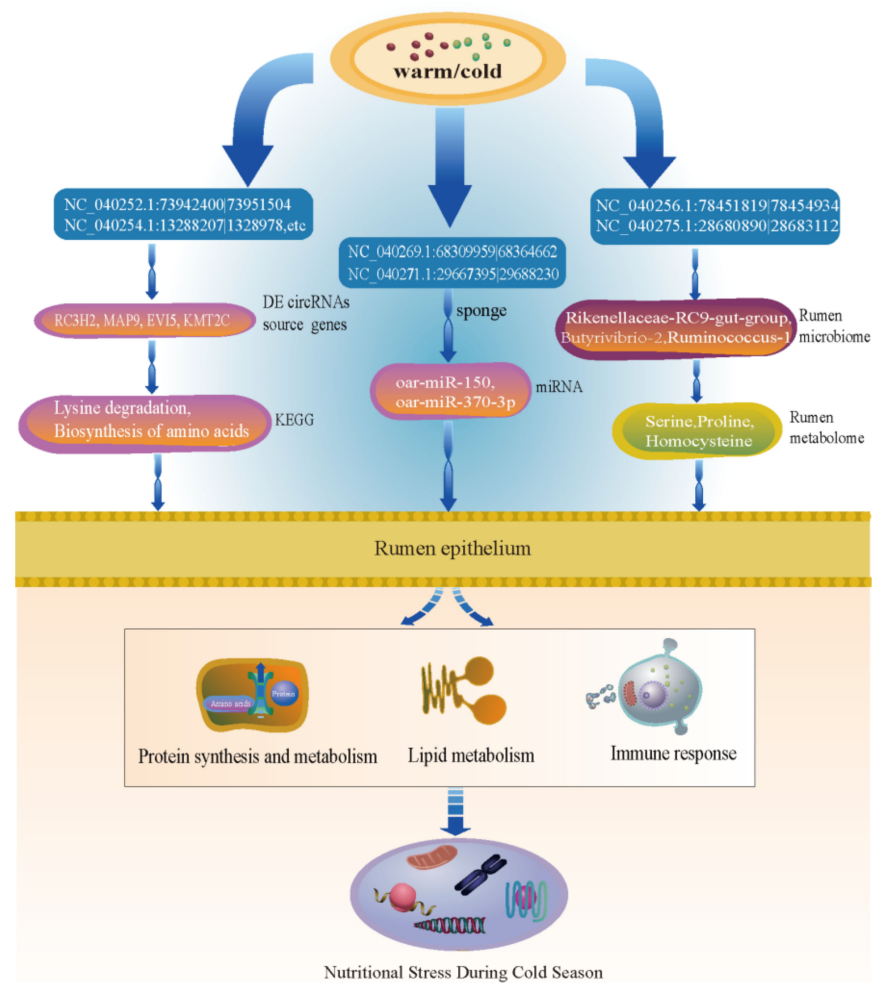 warm/cold
NC_040252.1:73942400|73951504
NC_040254.1:13288207|1328978,etc
NC_040269.1:68309959|68364662
NC_040271.1:29667395|29688230
NC_040256.1:78451819|78454934
NC_040275.1:28680890|28683112
RC3H2, MAP9, EVI5, KMT2C
DE circRNAs
source genes
sponge
Rikenellaceae-RC9-gut-group,
Butyrivibrio-2,Ruminococcus-1
Rumen
microbiome
Lysine degradation,
Biosynthesis of amino acids
KEGG
oar-miR-150,
oar-miR-370-3p
miRNA
Serine,Proline,
Homocysteine
Rumen
metabolome
Rumen epithelium
Amino acids
Protein
Protein synthesis and metabolism
Lipid metabolism
Immune response
Nutritional Stress During Cold Season